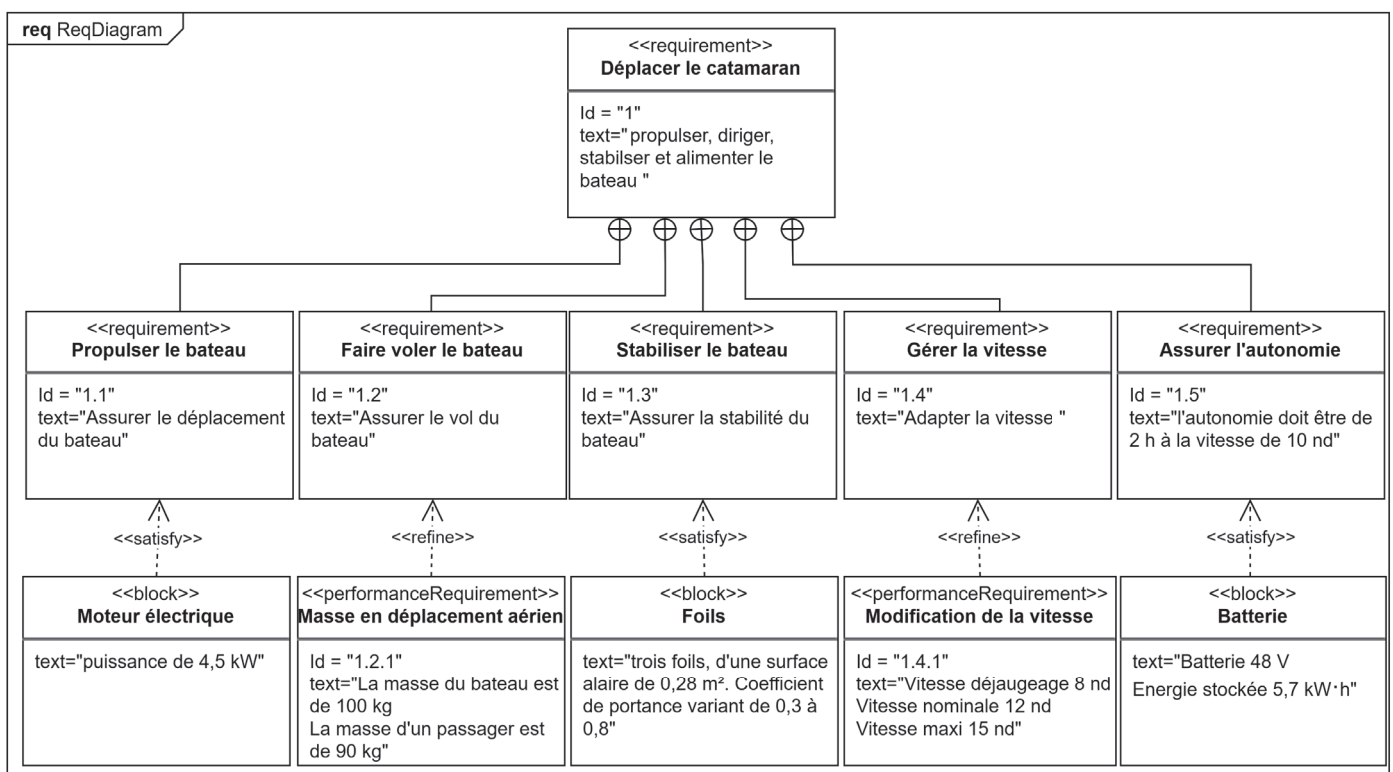 req ReqDiagram
<<requirement>>
Déplacer le catamaran
Id = "1"
text="propulser, diriger,
stabilser et alimenter le
bateau "
<<requirement>>
Propulser le bateau
Id = "1.1"
text="Assurer le déplacement
du bateau"
<<requirement>>
Faire voler le bateau
Id = "1.2"
text="Assurer le vol du
bateau"
<<requirement>>
Stabiliser le bateau
Id = "1.3"
text="Assurer la stabilité du
bateau"
<<requirement>>
Gérer la vitesse
Id = "1.4"
text="Adapter la vitesse "
<<requirement>>
Assurer l'autonomie
Id = "1.5"
text="l'autonomie doit être de
2 h à la vitesse de 10 nd"
<<satisfy>>
<<refine>>
<<satisfy>>
<<refine>>
<<satisfy>>
<<block>>
Moteur électrique
text="puissance de 4,5 kW"
<<performanceRequirement>>
Masse en déplacement aérien
Id = "1.2.1"
text="La masse du bateau est
de 100 kg
La masse d'un passager est
de 90 kg"
<<block>>
Foils
text="trois foils, d'une surface
alaire de 0,28 m². Coefficient
de portance variant de 0,3 à
0,8"
<<performanceRequirement>>
Modification de la vitesse
Id = "1.4.1"
text="Vitesse déjaugeage 8 nd
Vitesse nominale 12 nd
Vitesse maxi 15 nd"
<<block>>
Batterie
text="Batterie 48 V
Energie stockée 5,7 kW·h"